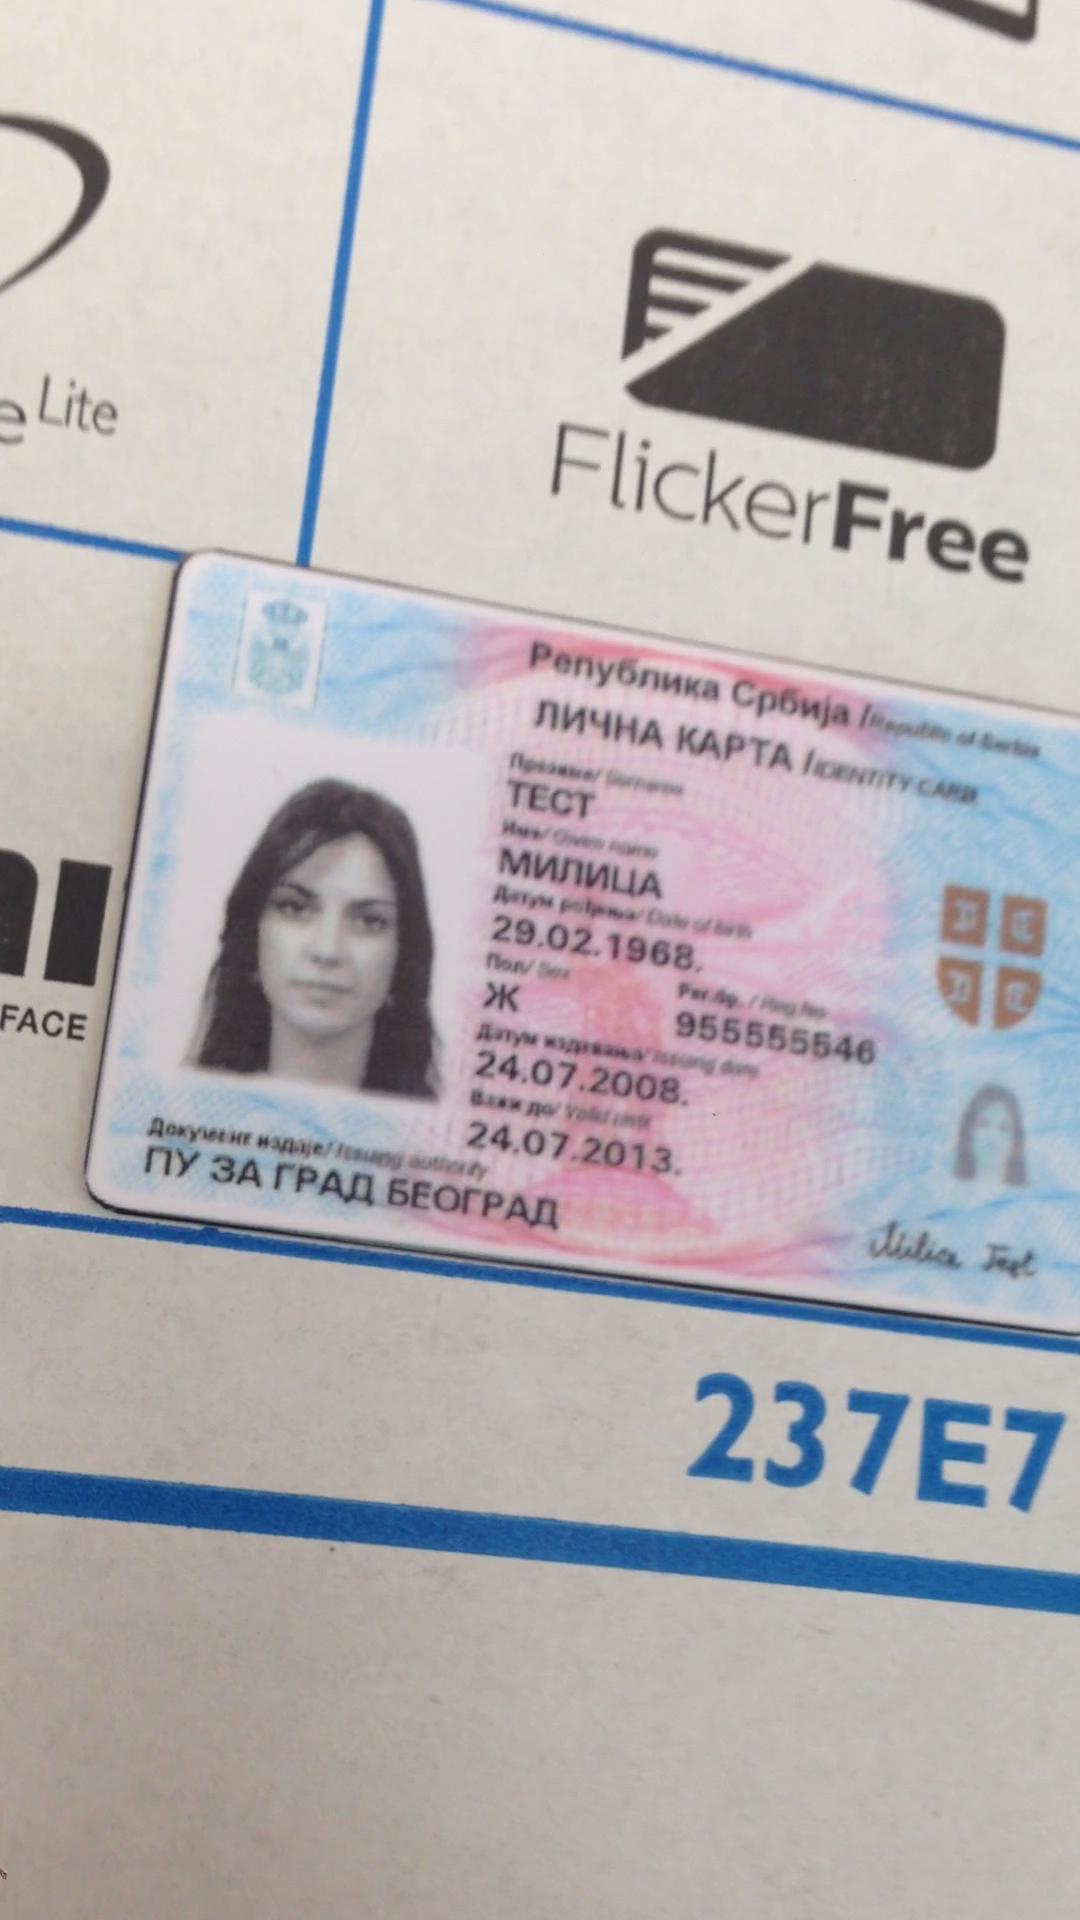 e Lite
FlickerFree
Република Србија /Republic of Serbia
ЛИЧНА КАРТА /IDENTITY CARD
Презиме/ Surname
ТЕСТ
Име/ Given name
МИЛИЦА
Датум рођења/ Date of birth
29.02.1968.
Пол/ Sex
Рег.бр. / Reg.No
Ж
955555546
Датум издавања/ Issuing date
24.07.2008.
Важи до/ Valid until
24.07.2013.
Документ издаје/ Issuing authority
ПУ ЗА ГРАД БЕОГРАД
Milica Test
FACE
237E7